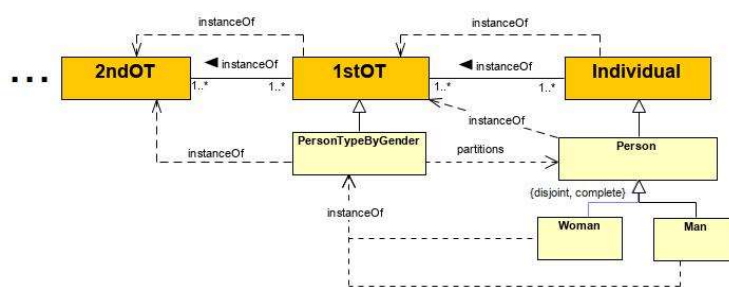 instanceOf
instanceOf
... 2ndOT
◄ instanceOf
1..*
1..*
1stOT
◄ instanceOf
1..*
1..*
Individual
instanceOf
PersonTypeByGender
Person
instanceOf
partitions
{disjoint, complete}
instanceOf
Woman
Man